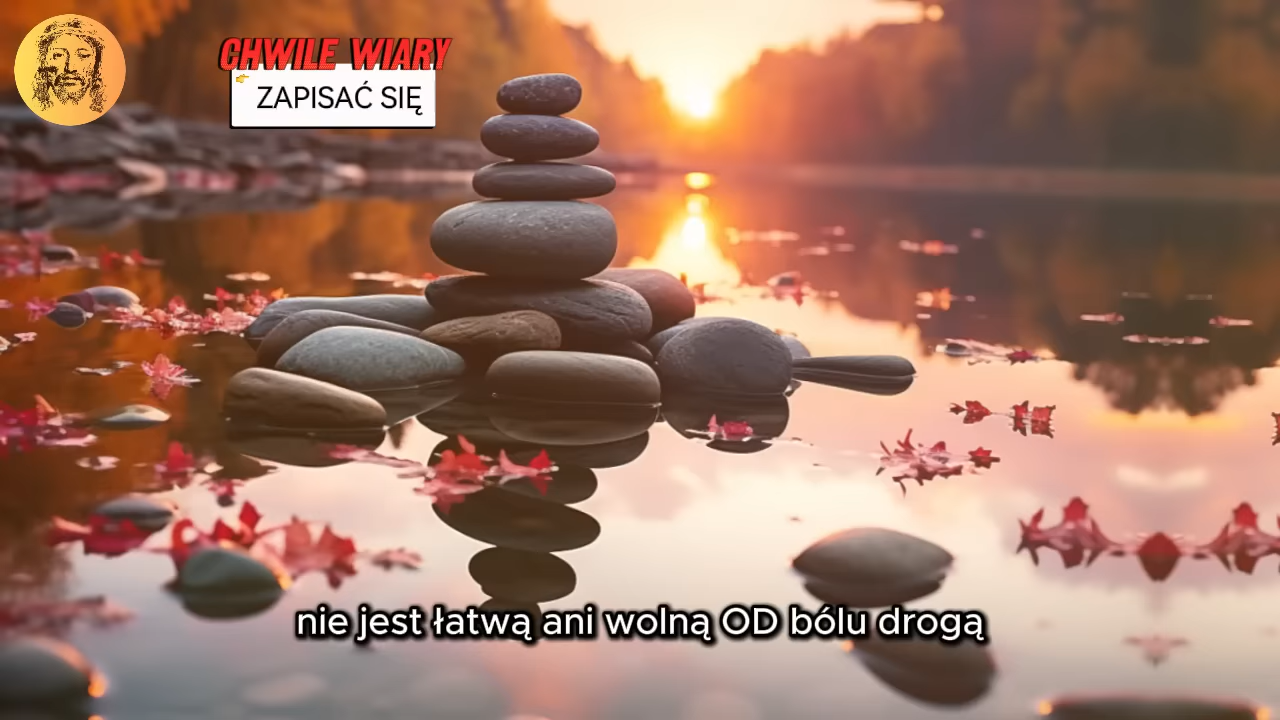 CHWILE WIARY
ZAPISAĆ SIĘ
nie jest łatwą ani wolną OD bólu drogą